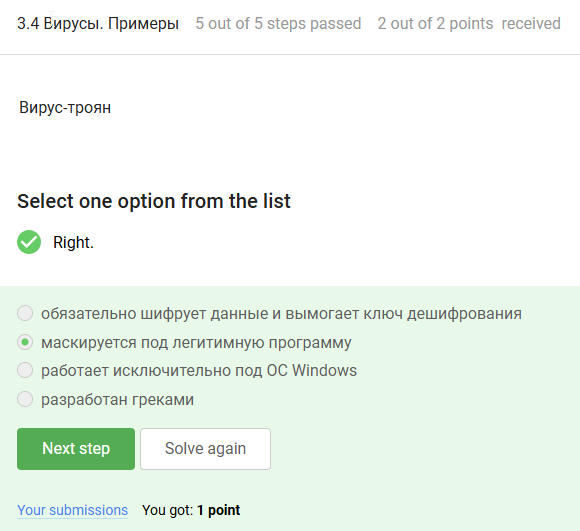 3.4 Вирусы. Примеры 5 out of 5 steps passed 2 out of 2 points received
Вирус-троян
Select one option from the list
Right.
обязательно шифрует данные и вымогает ключ дешифрования
маскируется под легитимную программу
работает исключительно под ОС Windows
разработан греками
Next step Solve again
Your submissions You got: 1 point